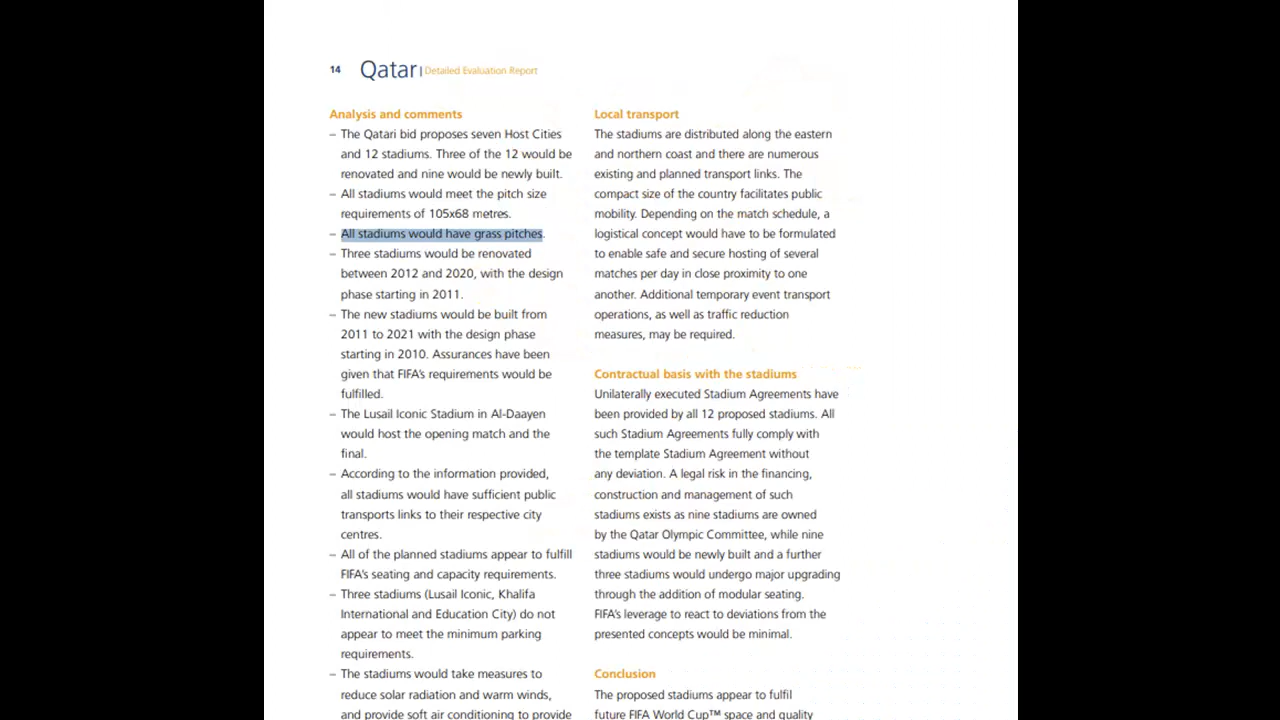 14 Qatar | Detailed Evaluation Report
Analysis and comments
– The Qatari bid proposes seven Host Cities
and 12 stadiums. Three of the 12 would be
renovated and nine would be newly built.
– All stadiums would meet the pitch size
requirements of 105x68 metres.
– All stadiums would have grass pitches.
– Three stadiums would be renovated
between 2012 and 2020, with the design
phase starting in 2011.
– The new stadiums would be built from
2011 to 2021 with the design phase
starting in 2010. Assurances have been
given that FIFA's requirements would be
fulfilled.
– The Lusail Iconic Stadium in Al-Daayen
would host the opening match and the
final.
– According to the information provided,
all stadiums would have sufficient public
transports links to their respective city
centres.
– All of the planned stadiums appear to fulfill
FIFA's seating and capacity requirements.
– Three stadiums (Lusail Iconic, Khalifa
International and Education City) do not
appear to meet the minimum parking
requirements.
– The stadiums would take measures to
reduce solar radiation and warm winds,
and provide soft air conditioning to provide
Local transport
The stadiums are distributed along the eastern
and northern coast and there are numerous
existing and planned transport links. The
compact size of the country facilitates public
mobility. Depending on the match schedule, a
logistical concept would have to be formulated
to enable safe and secure hosting of several
matches per day in close proximity to one
another. Additional temporary event transport
operations, as well as traffic reduction
measures, may be required.
Contractual basis with the stadiums
Unilaterally executed Stadium Agreements have
been provided by all 12 proposed stadiums. All
such Stadium Agreements fully comply with
the template Stadium Agreement without
any deviation. A legal risk in the financing,
construction and management of such
stadiums exists as nine stadiums are owned
by the Qatar Olympic Committee, while nine
stadiums would be newly built and a further
three stadiums would undergo major upgrading
through the addition of modular seating.
FIFA's leverage to react to deviations from the
presented concepts would be minimal.
Conclusion
The proposed stadiums appear to fulfil
future FIFA World Cup™ space and quality